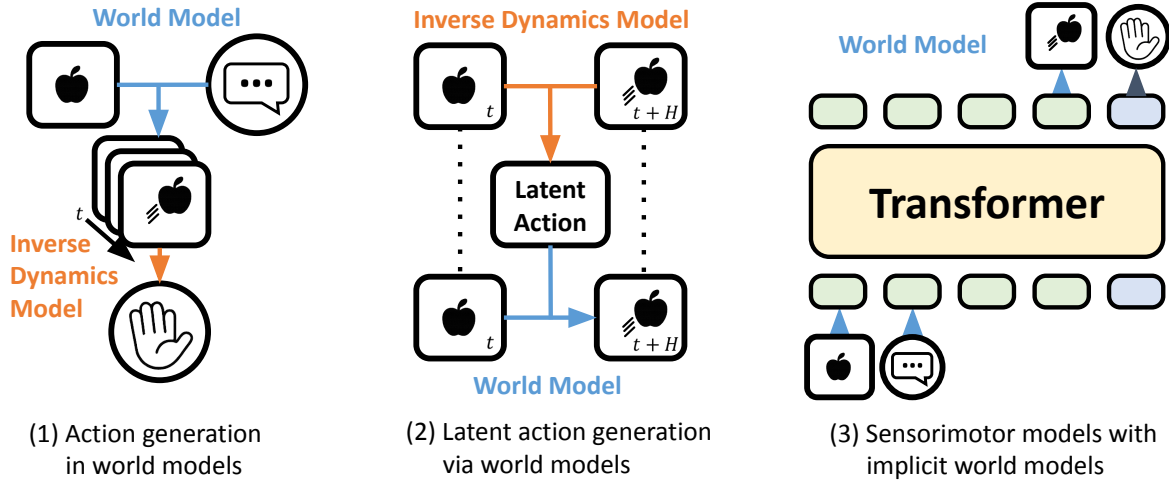 World Model
t
Inverse
Dynamics
Model
(1) Action generation
in world models
Inverse Dynamics Model
t
t + H
Latent
Action
t
t + H
World Model
(2) Latent action generation
via world models
World Model
Transformer
(3) Sensorimotor models with
implicit world models